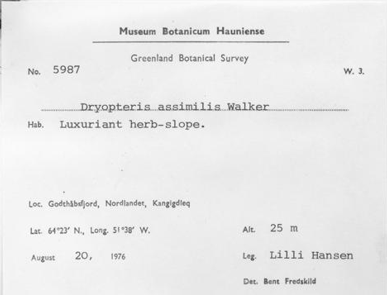 Museum Botanicum Hauniense
Greenland Botanical Survey
No. 5987 W. 3.
Dryopteris assimilis Walker
Hab. Luxuriant herb-slope.
Loc. Godthåbsfjord, Nordlandet, Kangigdleq
Lat. 64°23' N., Long. 51°38' W. Alt. 25 m
August 20, 1976 Leg. Lilli Hansen
Det. Bent Fredskild